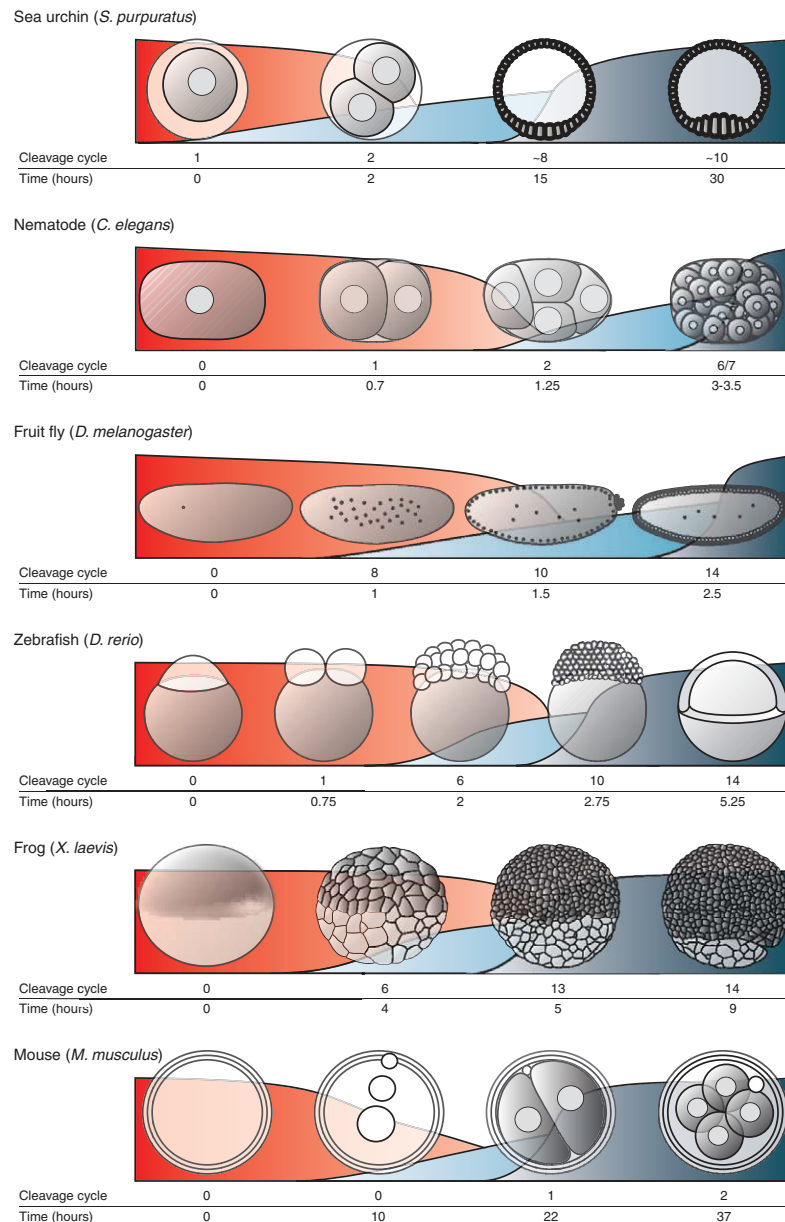 Sea urchin (S. purpuratus)
Cleavage cycle 1 2 ~8 ~10
Time (hours) 0 2 15 30
Nematode (C. elegans)
Cleavage cycle 0 1 2 6/7
Time (hours) 0 0.7 1.25 3-3.5
Fruit fly (D. melanogaster)
Cleavage cycle 0 8 10 14
Time (hours) 0 1 1.5 2.5
Zebrafish (D. rerio)
Cleavage cycle 0 1 6 10 14
Time (hours) 0 0.75 2 2.75 5.25
Frog (X. laevis)
Cleavage cycle 0 6 13 14
Time (hours) 0 4 5 9
Mouse (M. musculus)
Cleavage cycle 0 0 1 2
Time (hours) 0 10 22 37